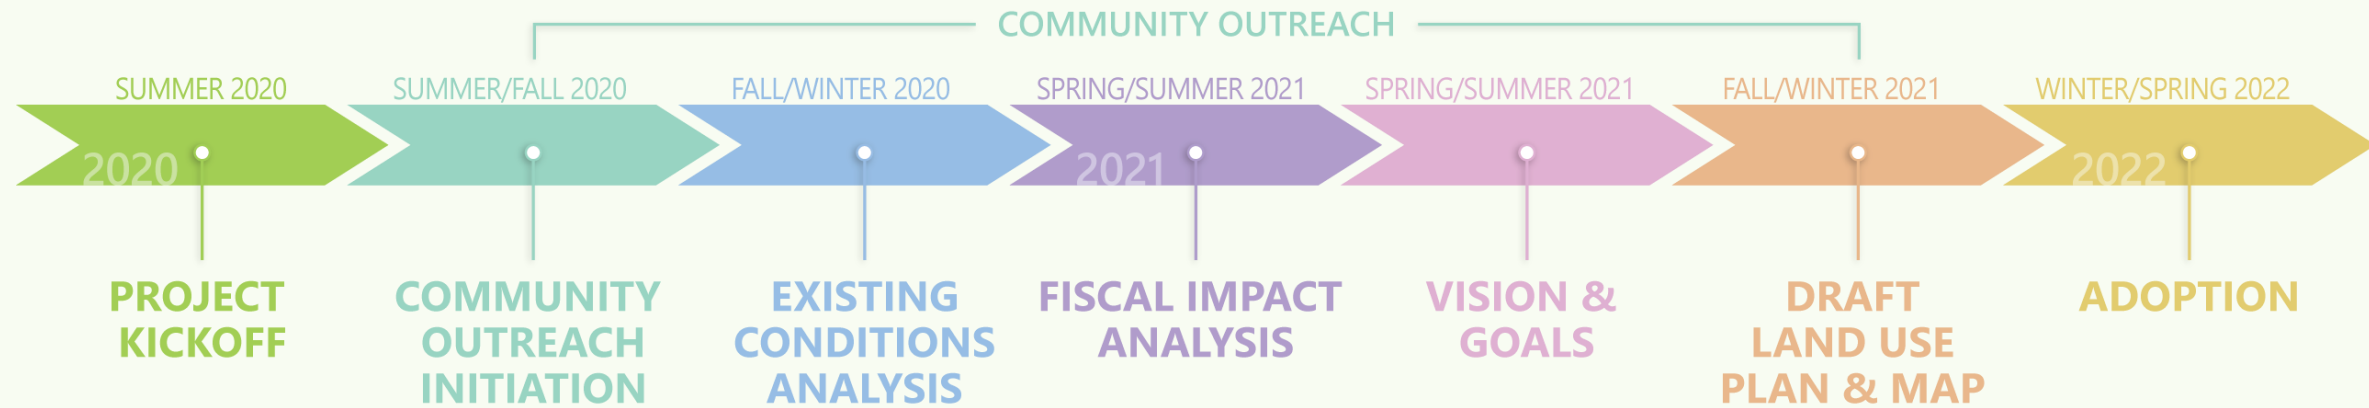 COMMUNITY OUTREACH
SUMMER 2020
SUMMER/FALL 2020
FALL/WINTER 2020
SPRING/SUMMER 2021
SPRING/SUMMER 2021
FALL/WINTER 2021
WINTER/SPRING 2022
2020
2021
2022
PROJECT
KICKOFF
COMMUNITY
OUTREACH
INITIATION
EXISTING
CONDITIONS
ANALYSIS
FISCAL IMPACT
ANALYSIS
VISION &
GOALS
DRAFT
LAND USE
PLAN & MAP
ADOPTION